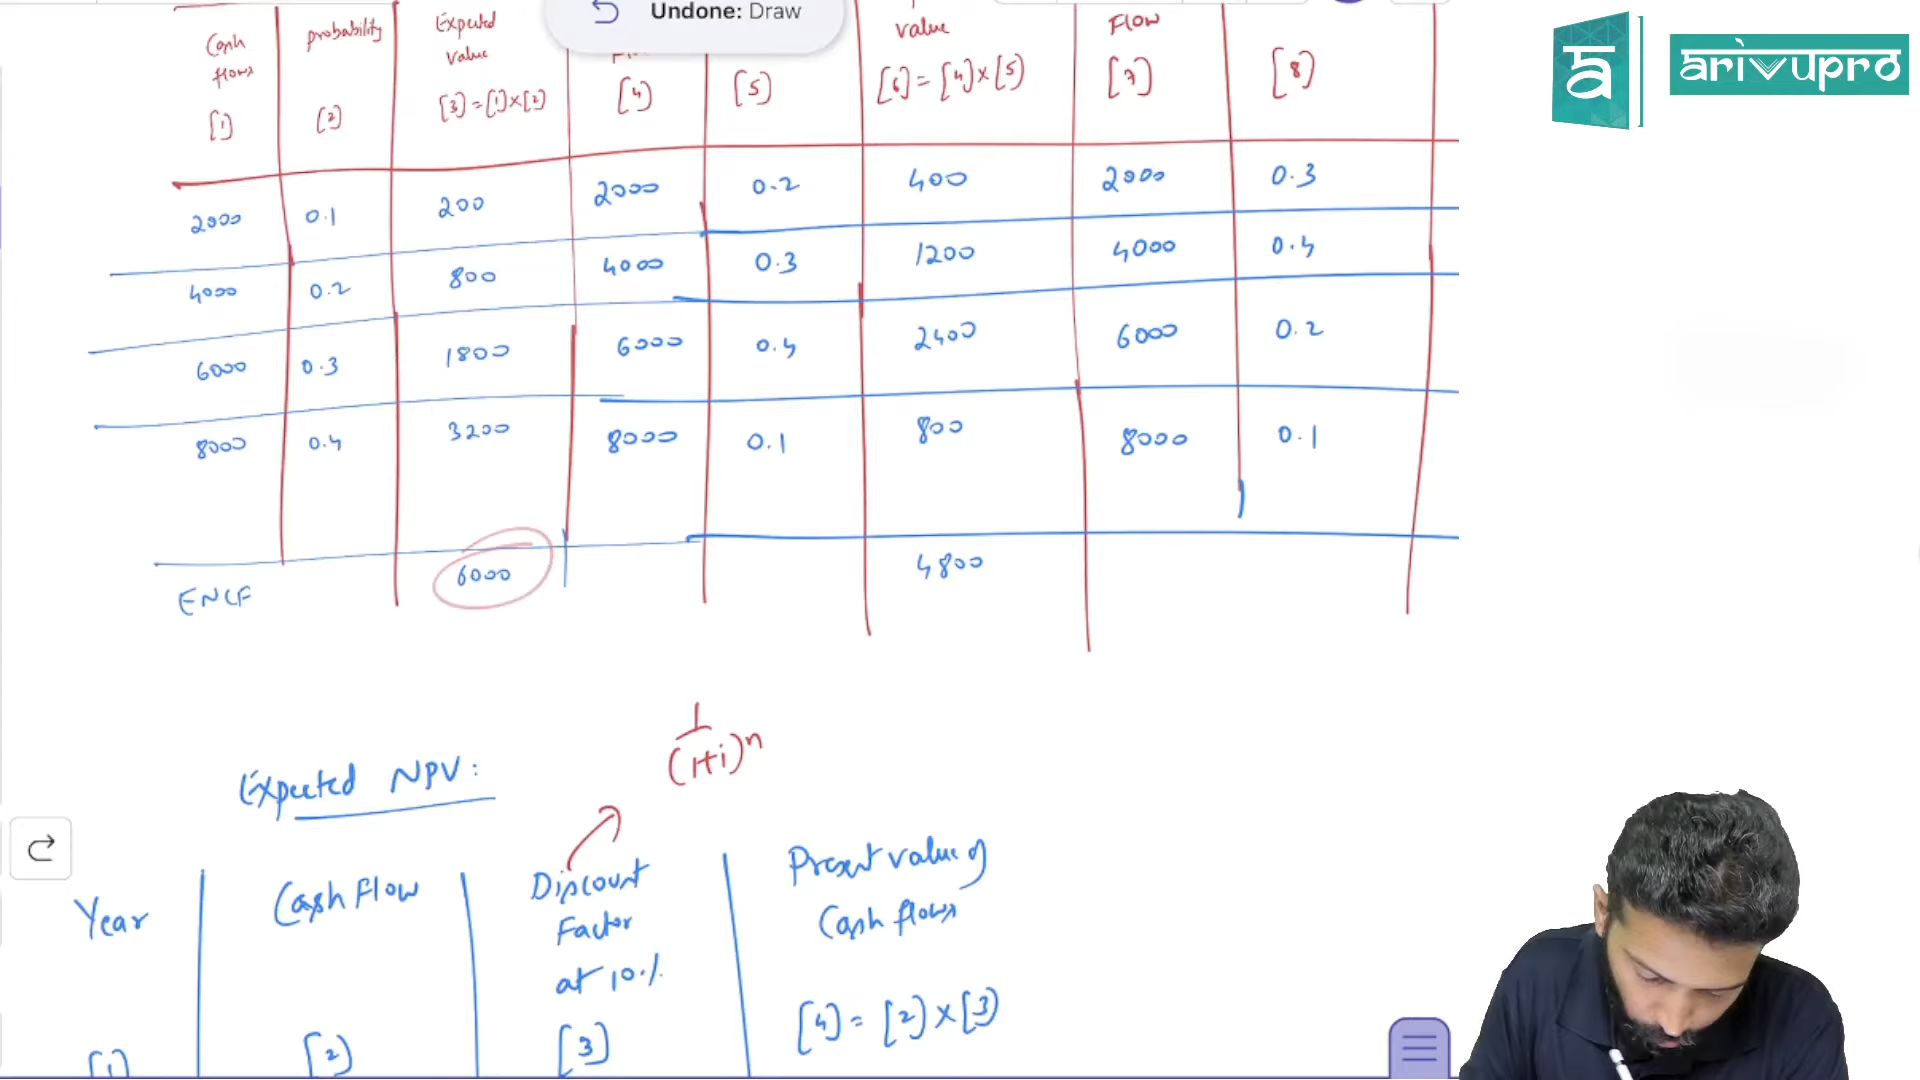 Undone: Draw
arivupro
Cash flows [1] probability [2] Expected value [3] = [1] x [2] [4] [5] value [6] = [4] x [5] Flow [7] [8]
2000 0.1 200 2000 0.2 400 2000 0.3
4000 0.2 800 4000 0.3 1200 4000 0.4
6000 0.3 1800 6000 0.4 2400 6000 0.2
8000 0.4 3200 8000 0.1 800 8000 0.1
ENCF 6000 4800
1
(1+i)^n
Expected NPV:
Year Cash Flow Discount Factor at 10% Present value of Cash flows
[1] [2] [3] [4] = [2] x [3]